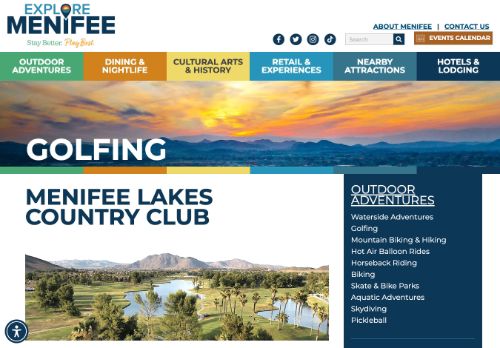 EXPLORE
MENIFEE
Stay Better. Play Best.
ABOUT MENIFEE | CONTACT US
Search
EVENTS CALENDAR
OUTDOOR
ADVENTURES
DINING &
NIGHTLIFE
CULTURAL ARTS
& HISTORY
RETAIL &
EXPERIENCES
NEARBY
ATTRACTIONS
HOTELS &
LODGING
GOLFING
MENIFEE LAKES
COUNTRY CLUB
OUTDOOR
ADVENTURES
Waterside Adventures
Golfing
Mountain Biking & Hiking
Hot Air Balloon Rides
Horseback Riding
Biking
Skate & Bike Parks
Aquatic Adventures
Skydiving
Pickleball